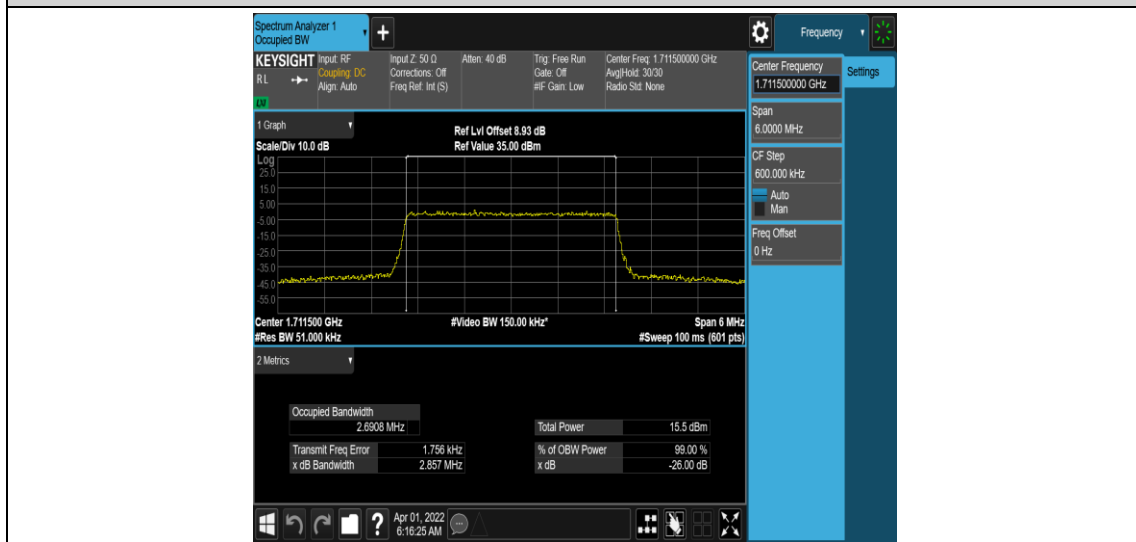 Spectrum Analyzer 1
Occupied BW
+
Frequency
KEYSIGHT
RL
LXI
Input: RF
Coupling: DC
Align: Auto
Input Z: 50 Ω
Corrections: Off
Freq Ref: Int (S)
Atten: 40 dB
Trig: Free Run
Gate: Off
#IF Gain: Low
Center Freq: 1.711500000 GHz
Avg|Hold: 30/30
Radio Std: None
Center Frequency
1.711500000 GHz
Settings
Span
6.0000 MHz
CF Step
600.000 kHz
Auto
Man
Freq Offset
0 Hz
1 Graph
Ref Lvl Offset 8.93 dB
Scale/Div 10.0 dB
Ref Value 35.00 dBm
Log
25.0
15.0
5.00
-5.00
-15.0
-25.0
-35.0
-45.0
-55.0
Center 1.711500 GHz
#Video BW 150.00 kHz*
Span 6 MHz
#Res BW 51.000 kHz
#Sweep 100 ms (601 pts)
2 Metrics
Occupied Bandwidth
2.6908 MHz
Total Power 15.5 dBm
Transmit Freq Error 1.756 kHz
% of OBW Power 99.00 %
x dB Bandwidth 2.857 MHz
x dB -26.00 dB
?
Apr 01, 2022
6:16:25 AM